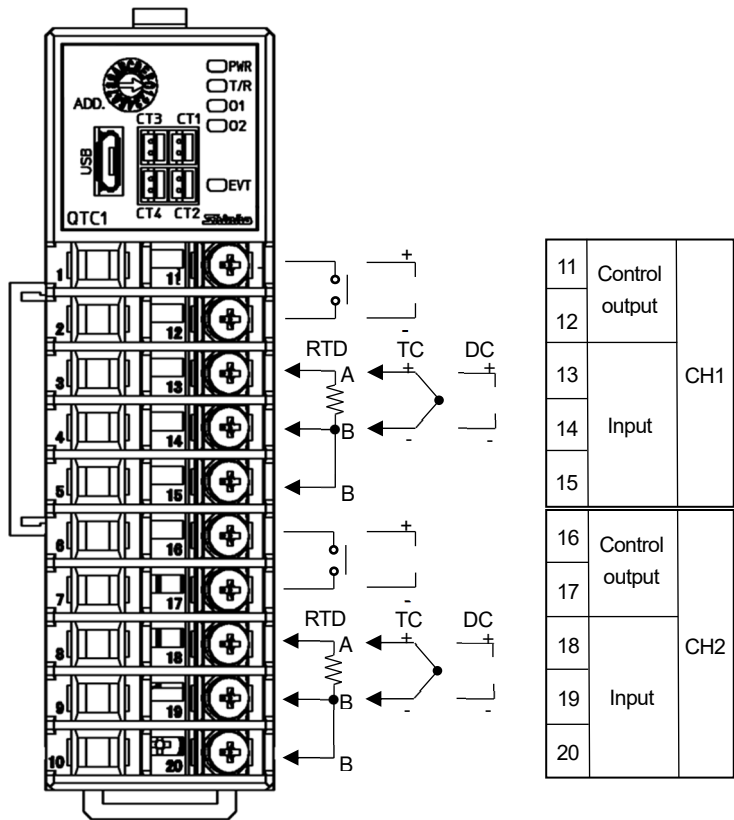 PWR
T/R
ADD.
O1
CT3 CT1
O2
USB
EVT
CT4 CT2
QTC1 Shinko
1 11 +
2 12 -
RTD TC DC
3 13 A + +
4 14 B - -
5 15 B
6 16 +
7 17 -
RTD TC DC
8 18 A + +
9 19 B - -
10 20 B
11 Control output CH1
12
13 Input
14
15
16 Control output CH2
17
18 Input
19
20